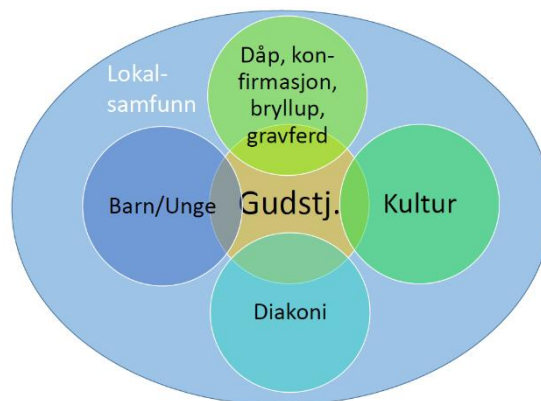 Dåp, kon-
firmasjon,
bryllup,
gravferd
Lokal-
samfunn
Barn/Unge
Gudstj.
Kultur
Diakoni